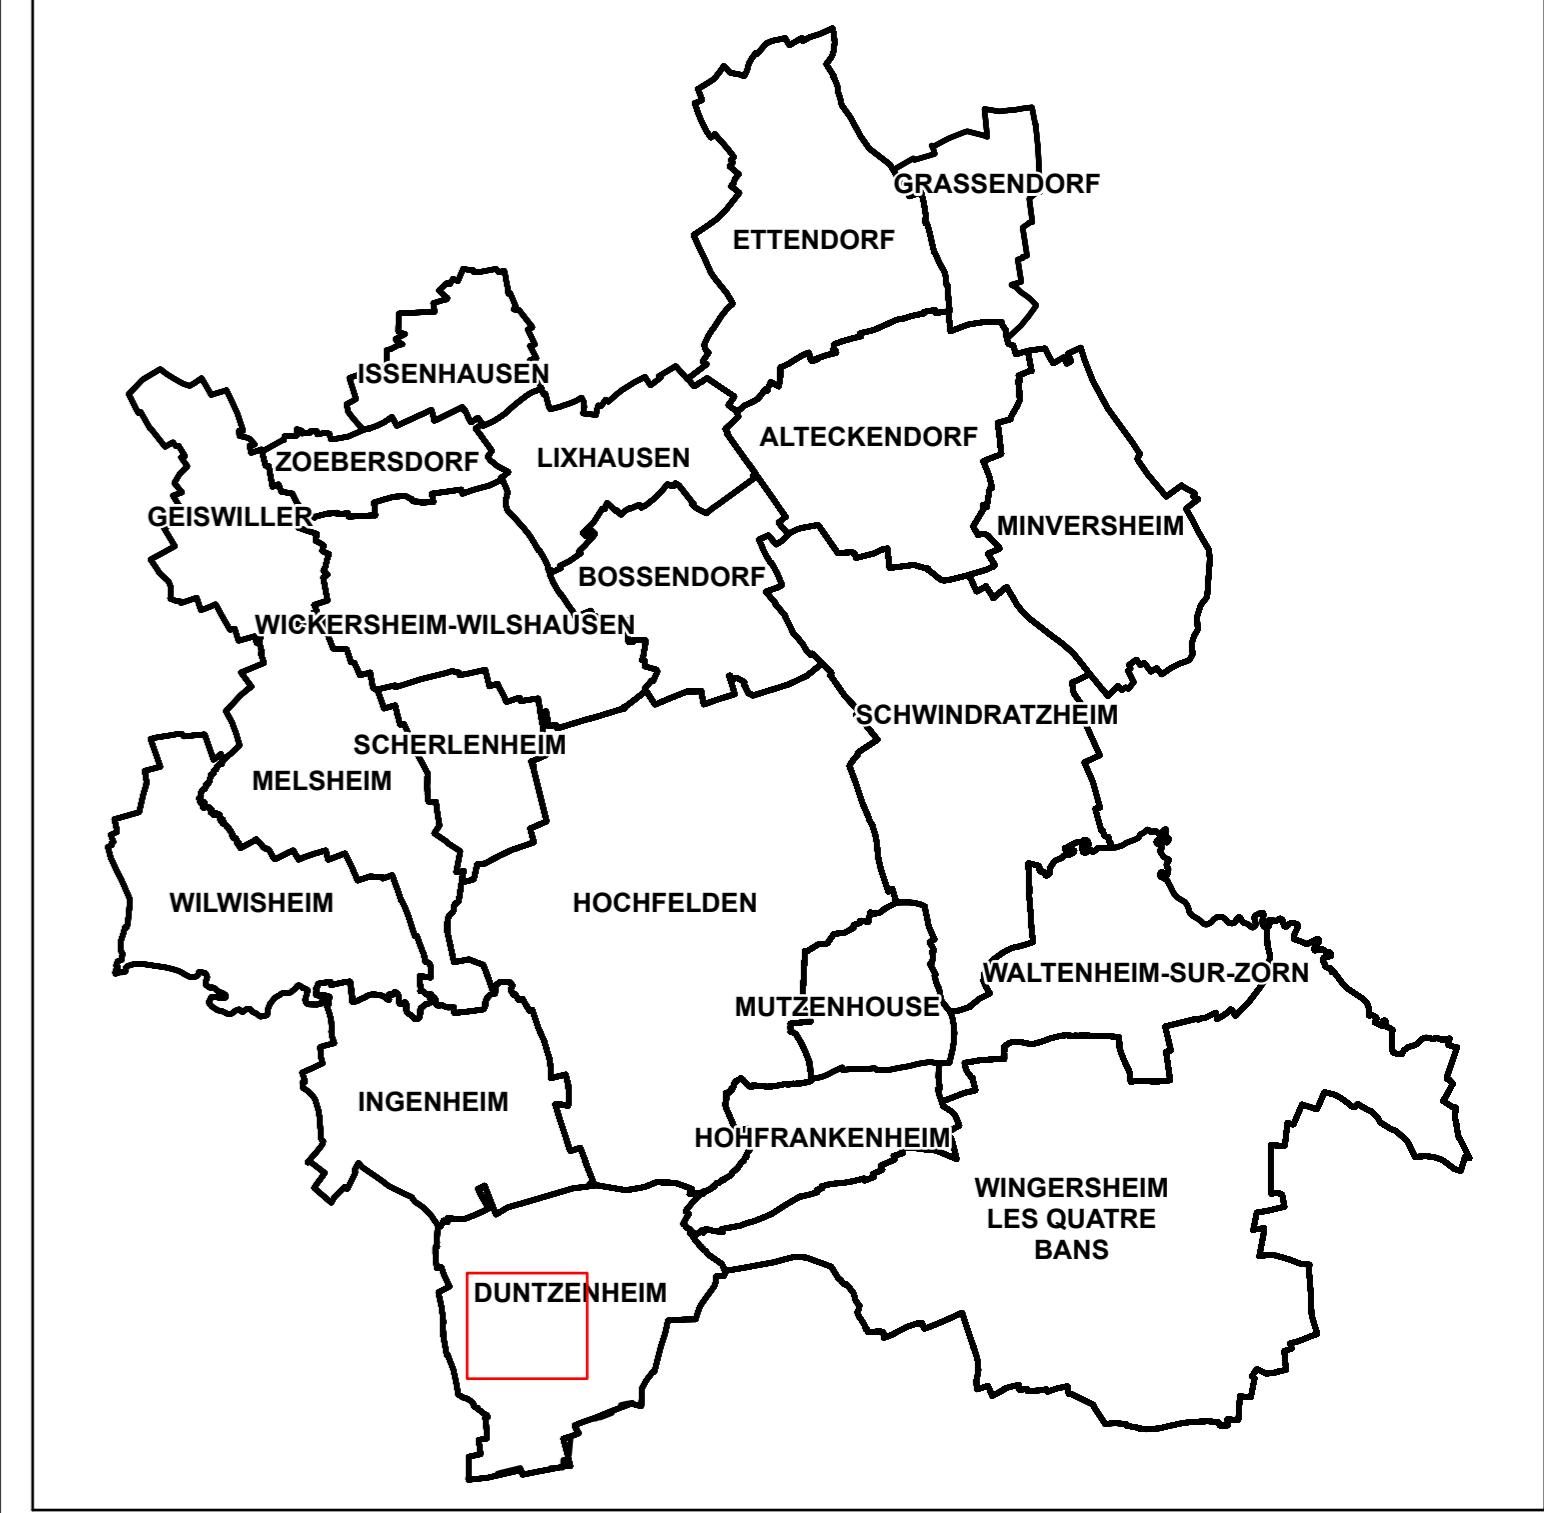 GRASSENDORF
ETTENDORF
ISSENHAUSEN
ALTECKENDORF
LIXHAUSEN
ZOEBERSDORF
GEISWILLER
MINVERSHEIM
BOSSENDORF
WICKERSHEIM-WILSHAUSEN
SCHWINDRATZHEIM
SCHERLENHEIM
MELSHEIM
WILWISHEIM
HOCHFELDEN
WALTENHEIM-SUR-ZORN
MUTZENHOUSE
INGENHEIM
HOHFRANKENHEIM
WINGERSHEIM
LES QUATRE
BANS
DUNTZENHEIM